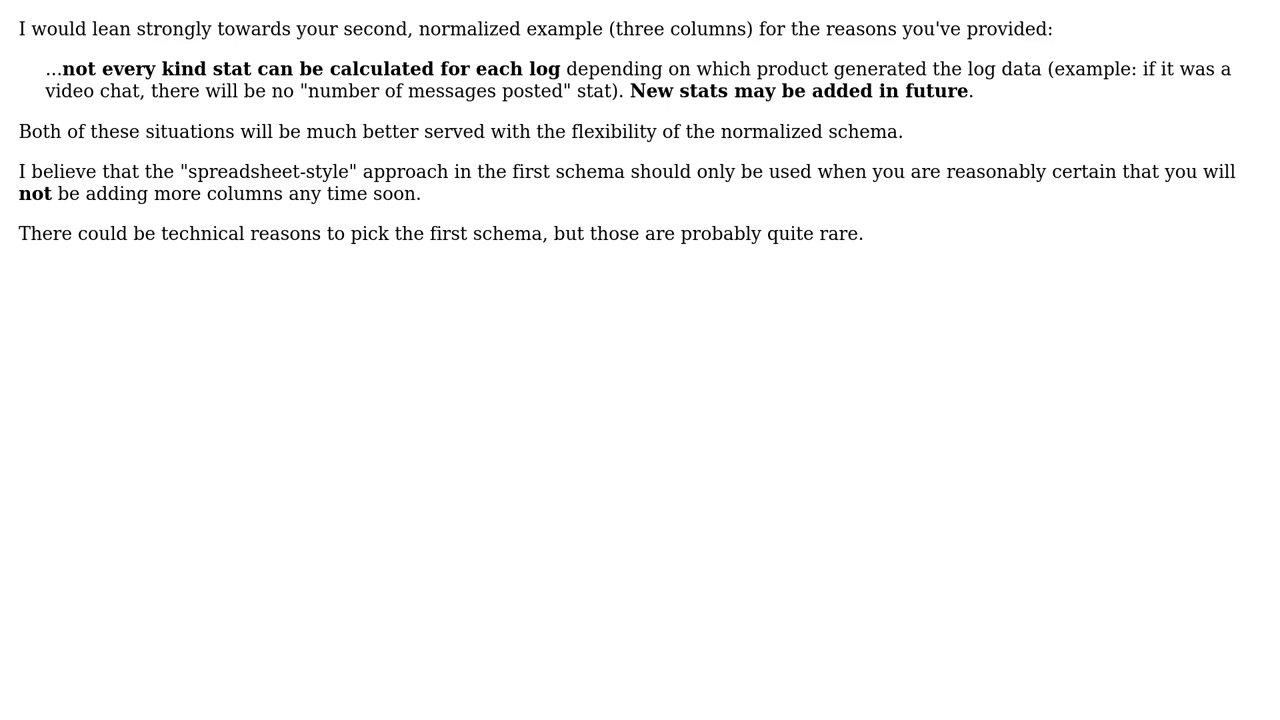 I would lean strongly towards your second, normalized example (three columns) for the reasons you've provided:
...not every kind stat can be calculated for each log depending on which product generated the log data (example: if it was a
video chat, there will be no "number of messages posted" stat). New stats may be added in future.
Both of these situations will be much better served with the flexibility of the normalized schema.
I believe that the "spreadsheet-style" approach in the first schema should only be used when you are reasonably certain that you will
not be adding more columns any time soon.
There could be technical reasons to pick the first schema, but those are probably quite rare.